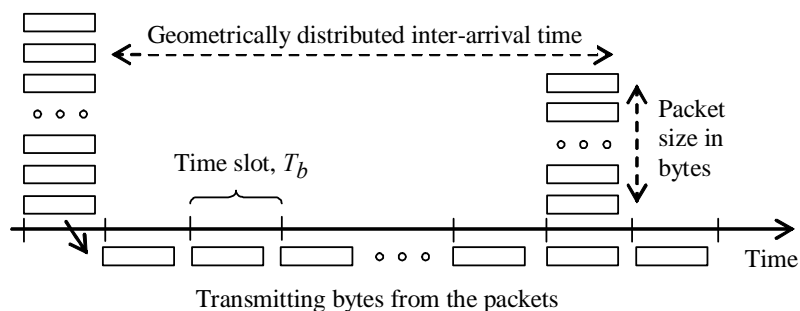 Geometrically distributed inter-arrival time
Packet
size in
bytes
Time slot, T_b
Time
Transmitting bytes from the packets